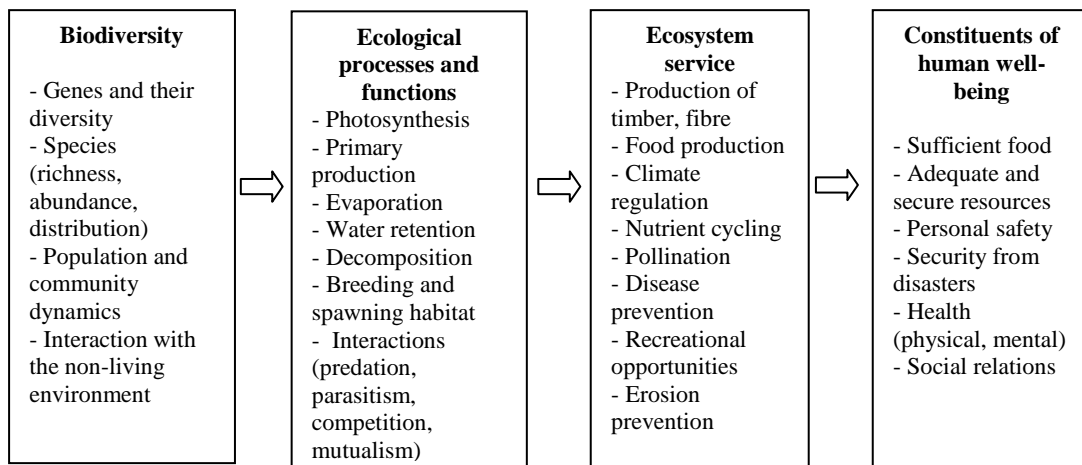 Biodiversity
- Genes and their
diversity
- Species
(richness,
abundance,
distribution)
- Population and
community
dynamics
- Interaction with
the non-living
environment
Ecological
processes and
functions
- Photosynthesis
- Primary
production
- Evaporation
- Water retention
- Decomposition
- Breeding and
spawning habitat
- Interactions
(predation,
parasitism,
competition,
mutualism)
Ecosystem
service
- Production of
timber, fibre
- Food production
- Climate
regulation
- Nutrient cycling
- Pollination
- Disease
prevention
- Recreational
opportunities
- Erosion
prevention
Constituents of
human well-
being
- Sufficient food
- Adequate and
secure resources
- Personal safety
- Security from
disasters
- Health
(physical, mental)
- Social relations